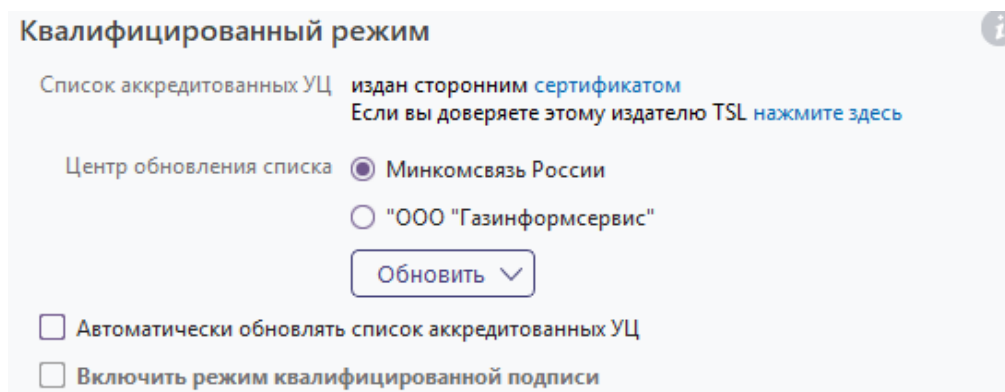 Квалифицированный режим
Список аккредитованных УЦ издан сторонним сертификатом
Если вы доверяете этому издателю TSL нажмите здесь
Центр обновления списка Минкомсвязь России
"ООО "Газинформсервис"
Обновить
Автоматически обновлять список аккредитованных УЦ
Включить режим квалифицированной подписи